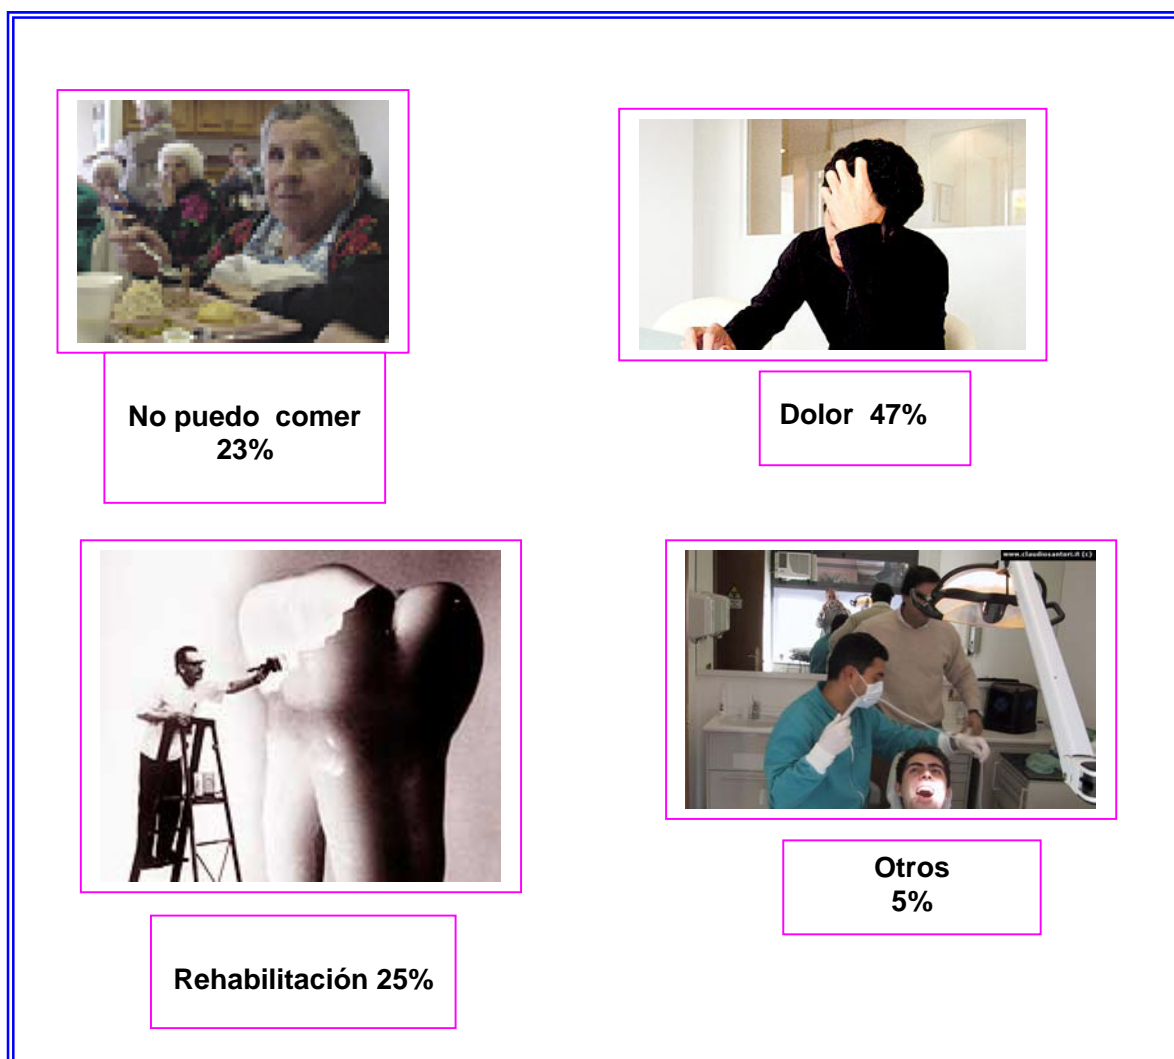 No puedo comer
23%
Dolor 47%
www.claudiosantori.it (c)
Otros
5%
Rehabilitación 25%